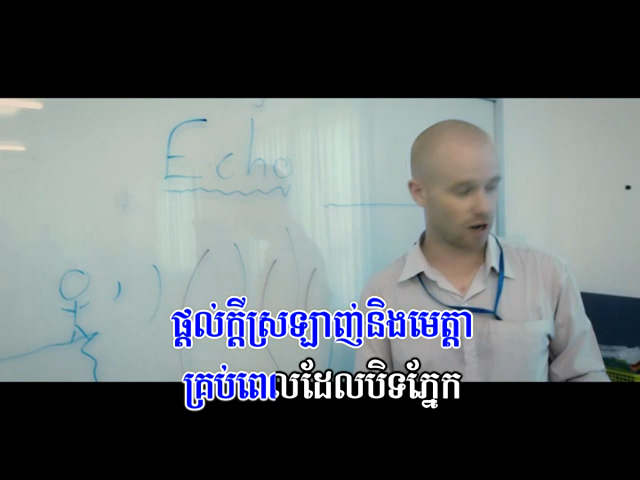 Echo
ផ្តល់ក្តីស្រឡាញ់និងមេត្តា
គ្រប់ពេលដែលបិទភ្នែក